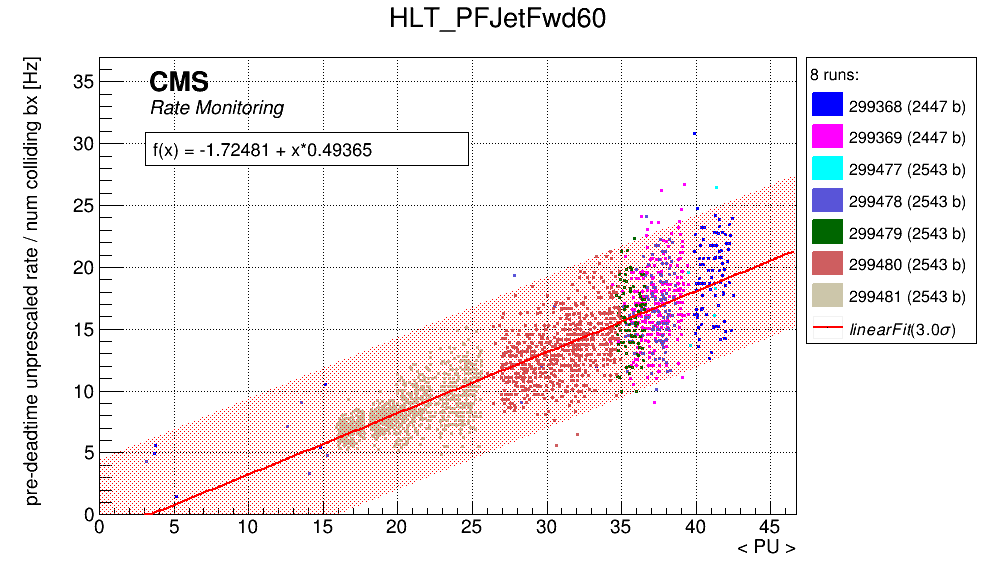 HLT_PFJetFwd60
pre-deadtime unprescaled rate / num colliding bx [Hz]
35
30
25
20
15
10
5
0
CMS
Rate Monitoring
f(x) = -1.72481 + x*0.49365
0 5 10 15 20 25 30 35 40 45
< PU >
8 runs:
299368 (2447 b)
299369 (2447 b)
299477 (2543 b)
299478 (2543 b)
299479 (2543 b)
299480 (2543 b)
299481 (2543 b)
linearFit(3.0σ)